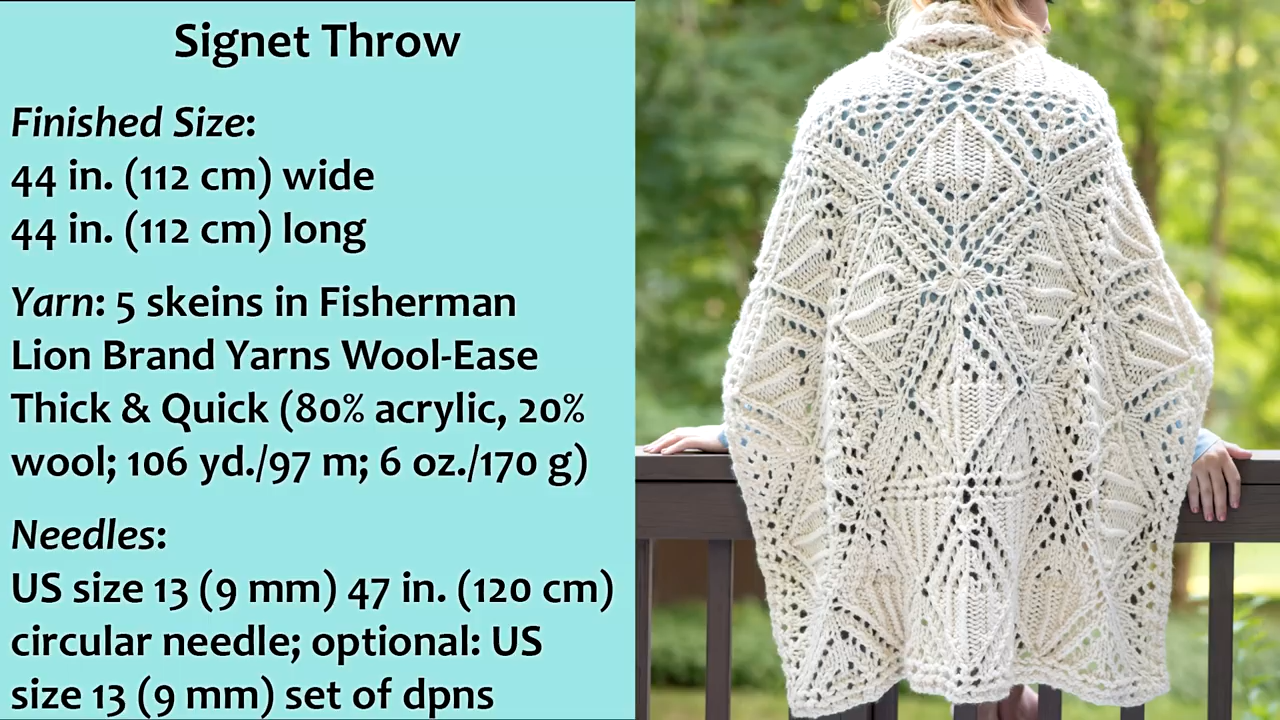 Signet Throw
Finished Size:
44 in. (112 cm) wide
44 in. (112 cm) long
Yarn: 5 skeins in Fisherman
Lion Brand Yarns Wool-Ease
Thick & Quick (80% acrylic, 20%
wool; 106 yd./97 m; 6 oz./170 g)
Needles:
US size 13 (9 mm) 47 in. (120 cm)
circular needle; optional: US
size 13 (9 mm) set of dpns